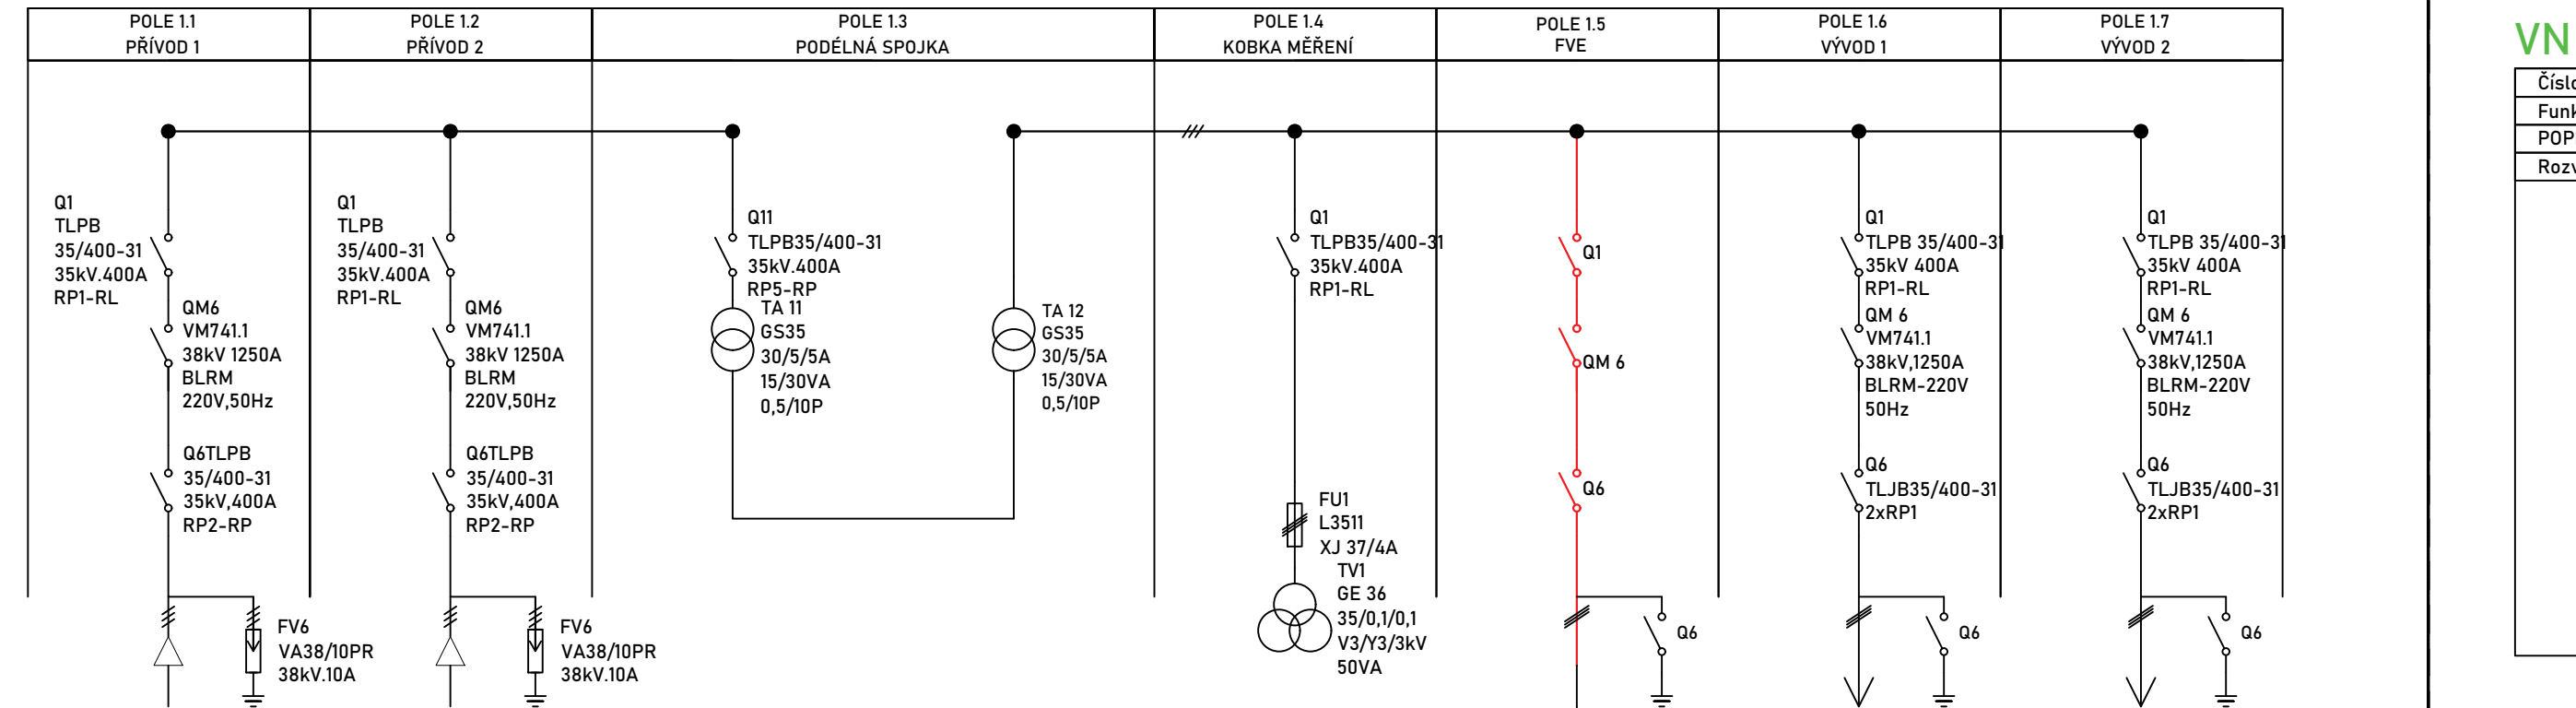 POLE 1.1
PŘÍVOD 1
POLE 1.2
PŘÍVOD 2
POLE 1.3
PODÉLNÁ SPOJKA
POLE 1.4
KOBKA MĚŘENÍ
POLE 1.5
FVE
POLE 1.6
VÝVOD 1
POLE 1.7
VÝVOD 2
Q1
TLPB
35/400-31
35kV.400A
RP1-RL
QM6
VM741.1
38kV 1250A
BLRM
220V,50Hz
Q6TLPB
35/400-31
35kV,400A
RP2-RP
FV6
VA38/10PR
38kV.10A
Q1
TLPB
35/400-31
35kV.400A
RP1-RL
QM6
VM741.1
38kV 1250A
BLRM
220V,50Hz
Q6TLPB
35/400-31
35kV,400A
RP2-RP
FV6
VA38/10PR
38kV.10A
Q11
TLPB35/400-31
35kV.400A
RP5-RP
TA 11
GS35
30/5/5A
15/30VA
0,5/10P
TA 12
GS35
30/5/5A
15/30VA
0,5/10P
Q1
TLPB35/400-31
35kV.400A
RP1-RL
FU1
L3511
XJ 37/4A
TV1
GE 36
35/0,1/0,1
V3/Y3/3kV
50VA
Q1
QM 6
Q6
Q6
Q1
TLPB 35/400-31
35kV 400A
RP1-RL
QM 6
VM741.1
38kV,1250A
BLRM-220V
50Hz
Q6
TLJB35/400-31
2xRP1
Q6
Q1
TLPB 35/400-31
35kV 400A
RP1-RL
QM 6
VM741.1
38kV,1250A
BLRM-220V
50Hz
Q6
TLJB35/400-31
2xRP1
Q6
VN
Čísl
Funk
POP
Rozv